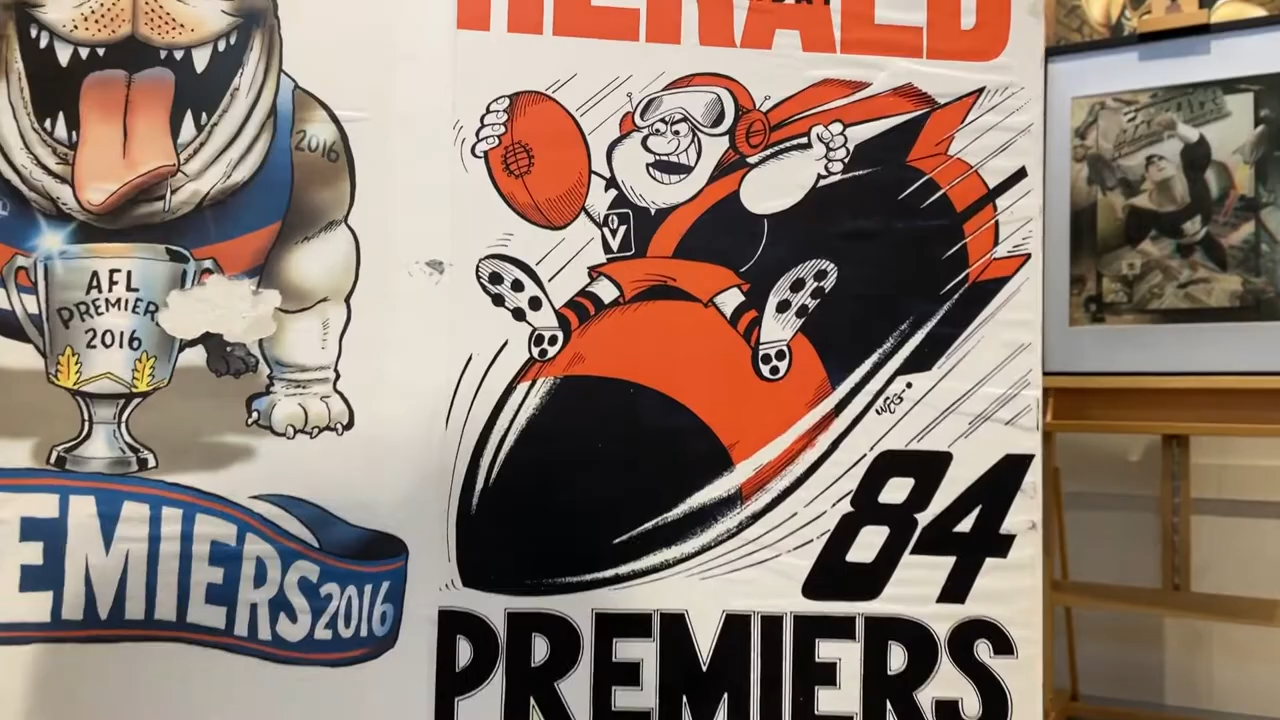 HERALD
2016
AFL
PREMIER
2016
EMIERS 2016
V
WEG
84
PREMIERS